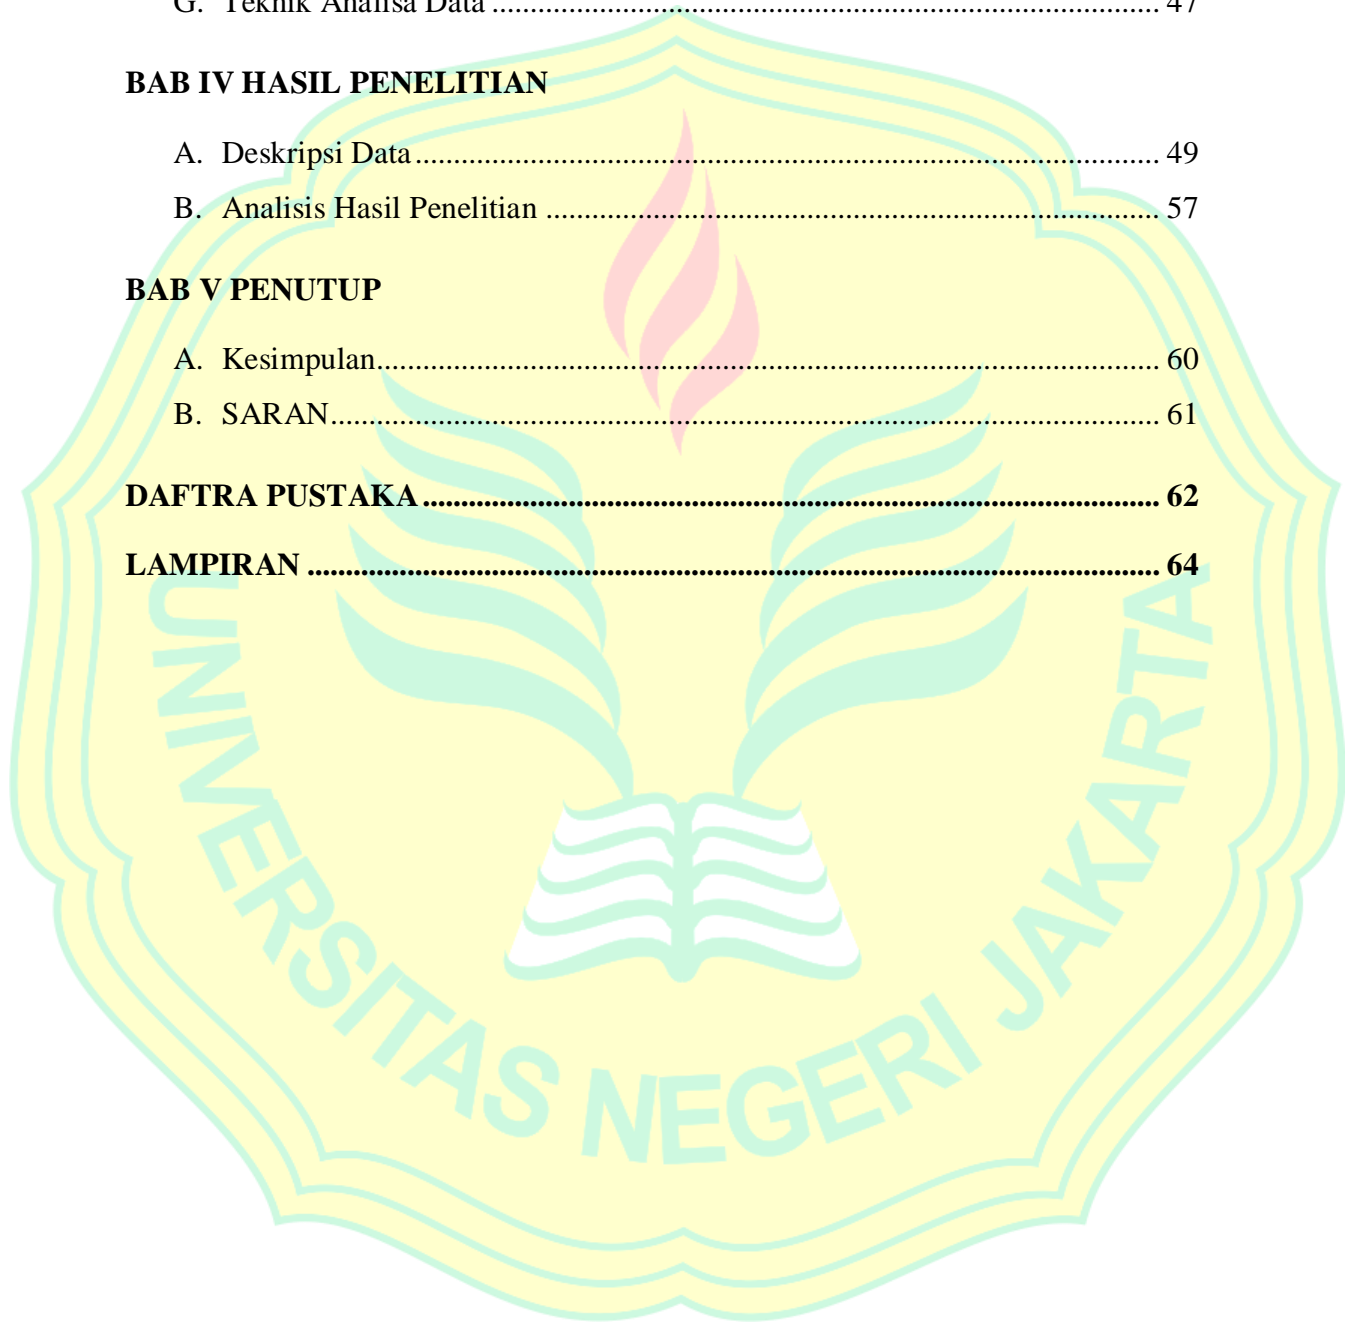 G. Teknik Analisa Data ........................................................................................ 47
BAB IV HASIL PENELITIAN
A. Deskripsi Data .................................................................................................. 49
B. Analisis Hasil Penelitian ................................................................................. 57
BAB V PENUTUP
A. Kesimpulan....................................................................................................... 60
B. SARAN............................................................................................................. 61
DAFTRA PUSTAKA ................................................................................................. 62
LAMPIRAN ................................................................................................................ 64
UNIVERSITAS NEGERI JAKARTA